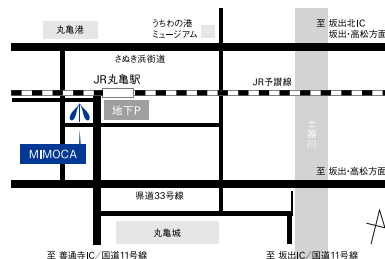 丸亀港
うちわの港
ミュージアム
至 坂出北IC
坂出・高松方面
さぬき浜街道
JR丸亀駅
JR予讃線
地下P
土器川
MIMOCA
至 坂出・高松方面
県道33号線
丸亀城
至 善通寺IC／国道11号線
至 坂出IC／国道11号線